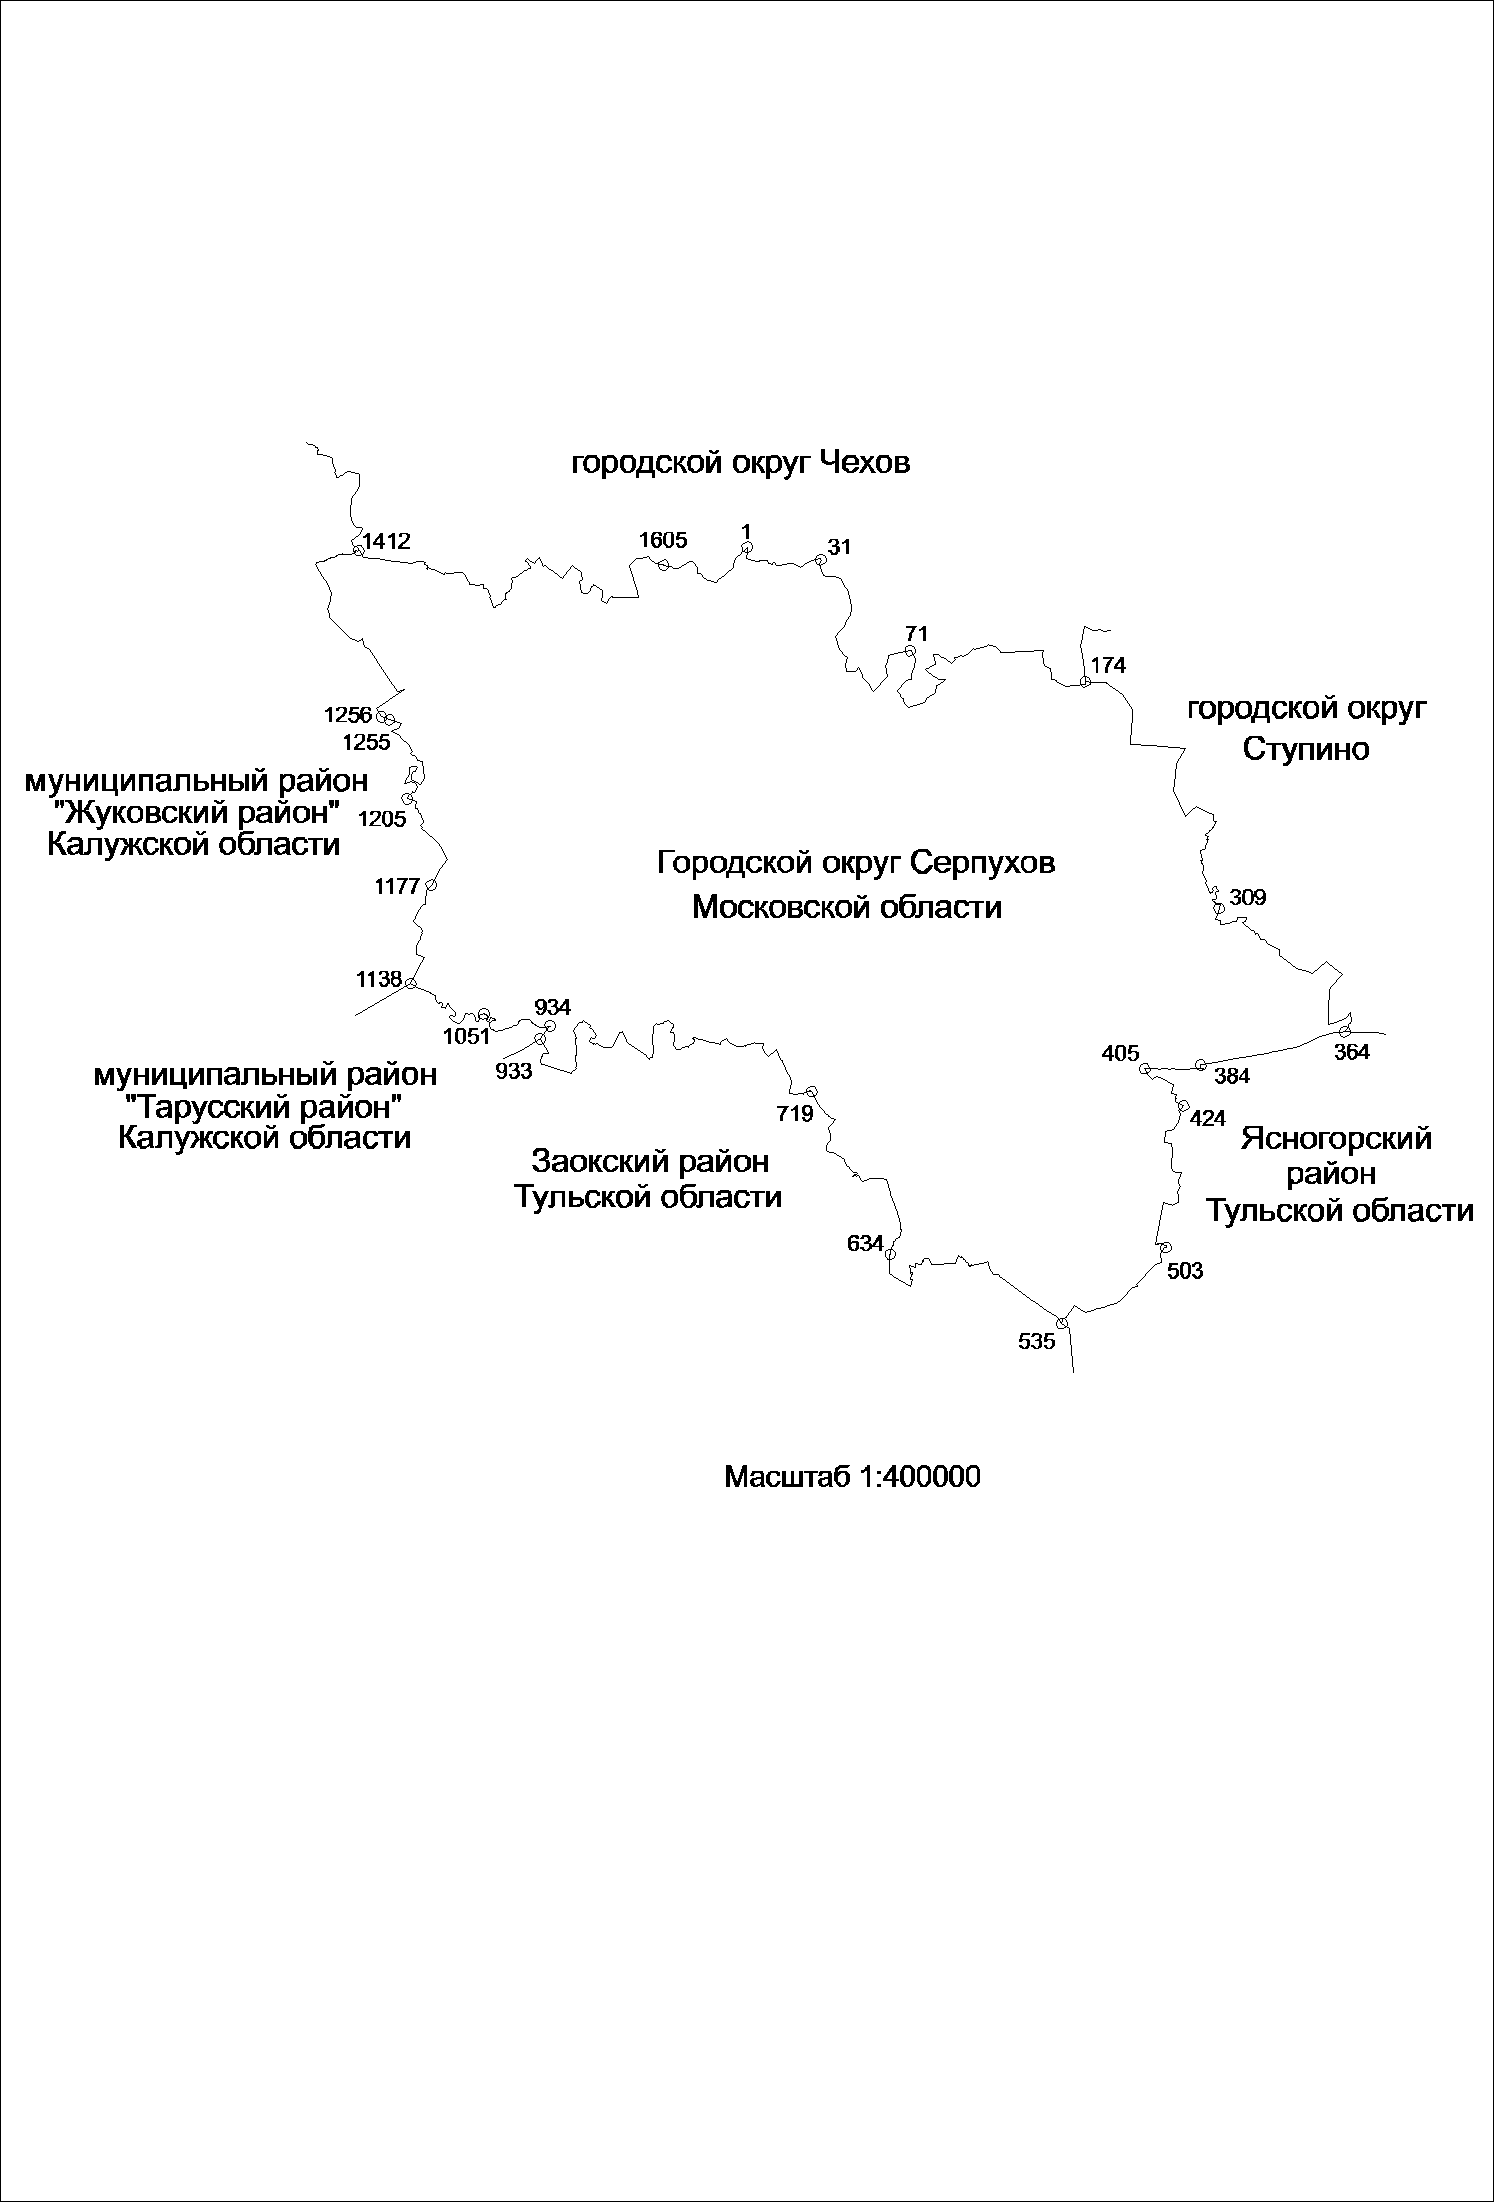 городской округ Чехов
1412
1605
1
31
71
174
городской округ
Ступино
1256
1255
муниципальный район
"Жуковский район"
Калужской области
1205
Городской округ Серпухов
Московской области
1177
309
1138
934
1051
933
405
364
384
муниципальный район
"Тарусский район"
Калужской области
719
424
Ясногорский
район
Тульской области
Заокский район
Тульской области
634
503
535
Масштаб 1:400000